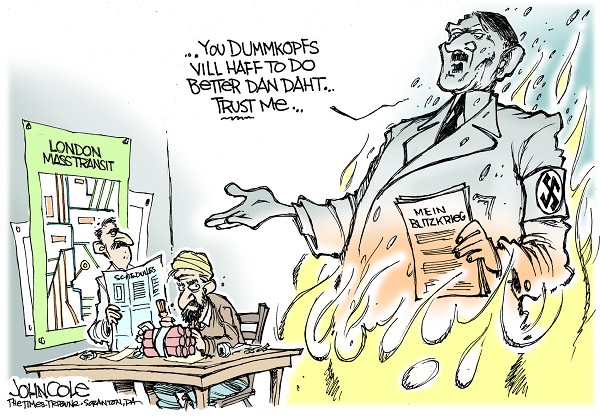 ...YOU DUMMKOPFS
VILL HAFF TO DO
BETTER DAN DAHT...
TRUST ME...
LONDON
MASS TRANSIT
SCHEDULES
MEIN
BLITZKRIEG
JOHN COLE
THE TIMES-TRIBUNE - SCRANTON, PA